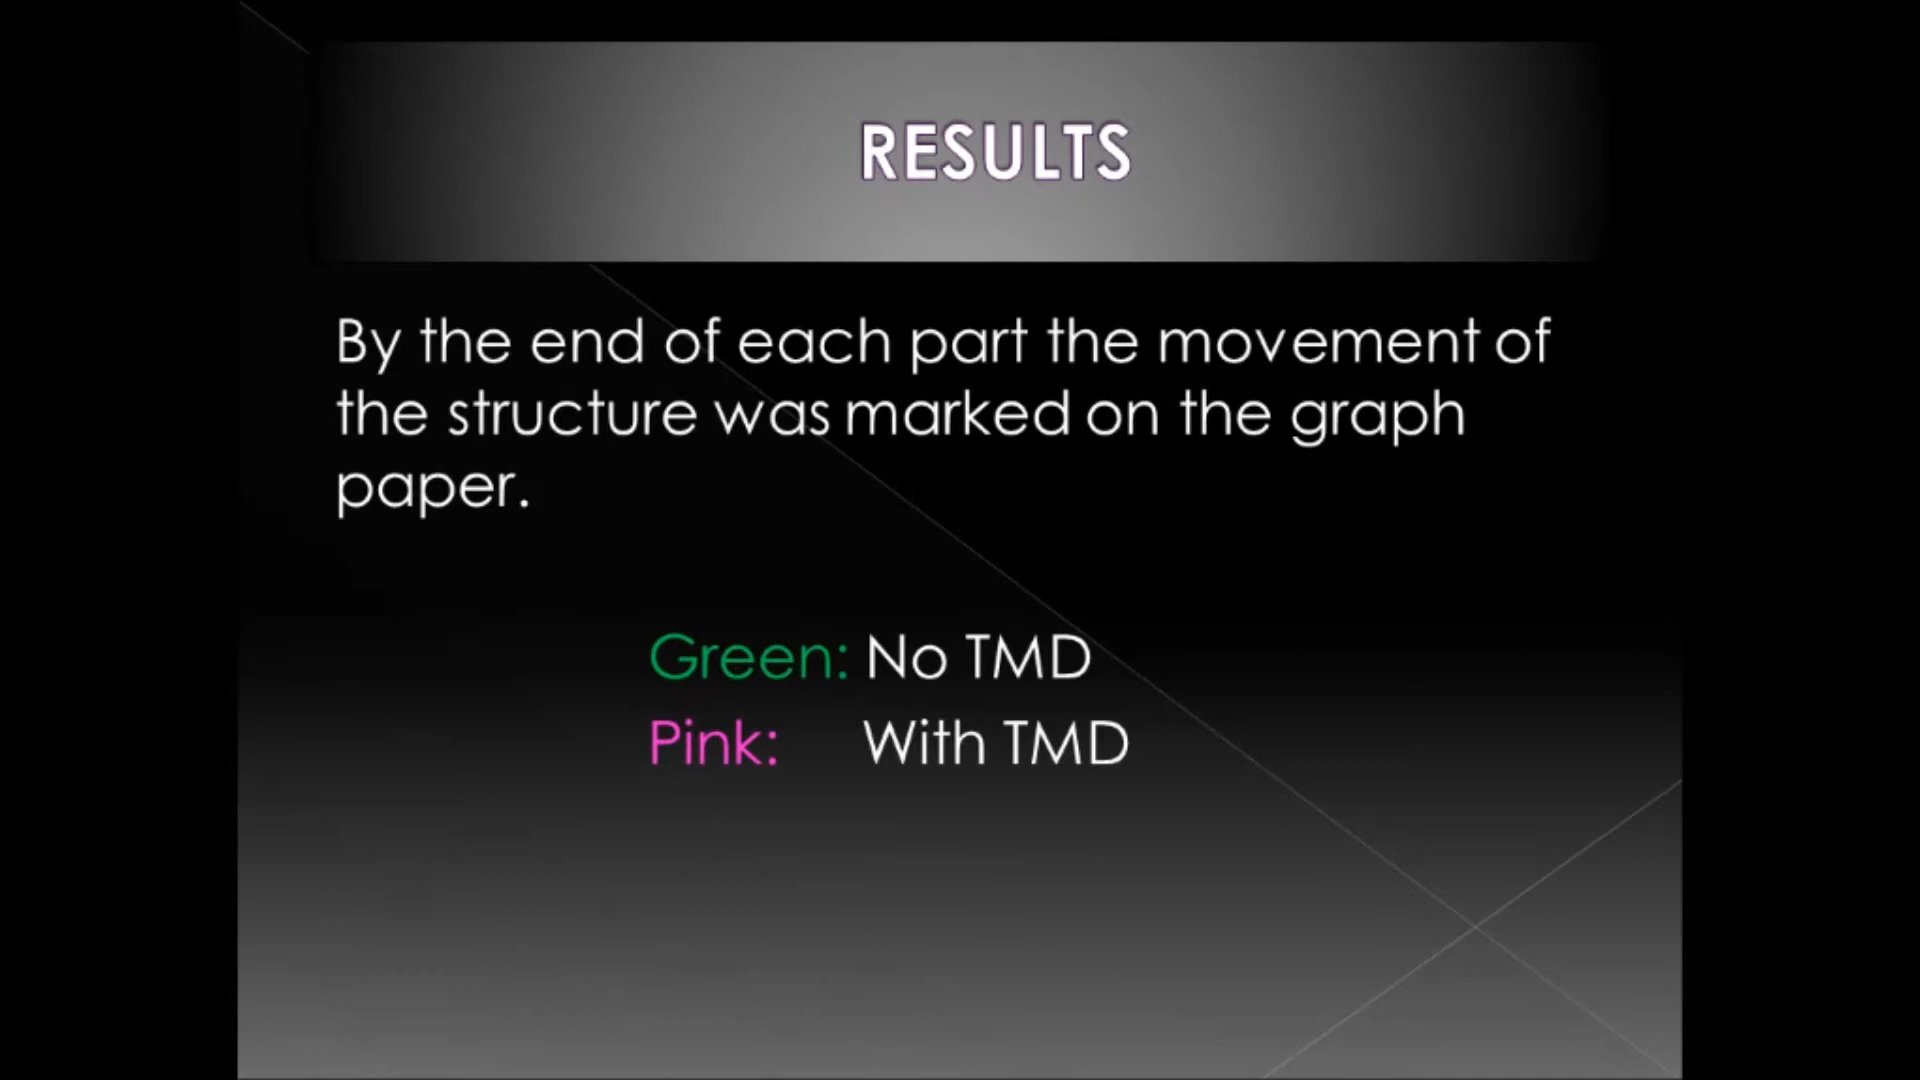 RESULTS
By the end of each part the movement of
the structure was marked on the graph
paper.
Green: No TMD
Pink: With TMD